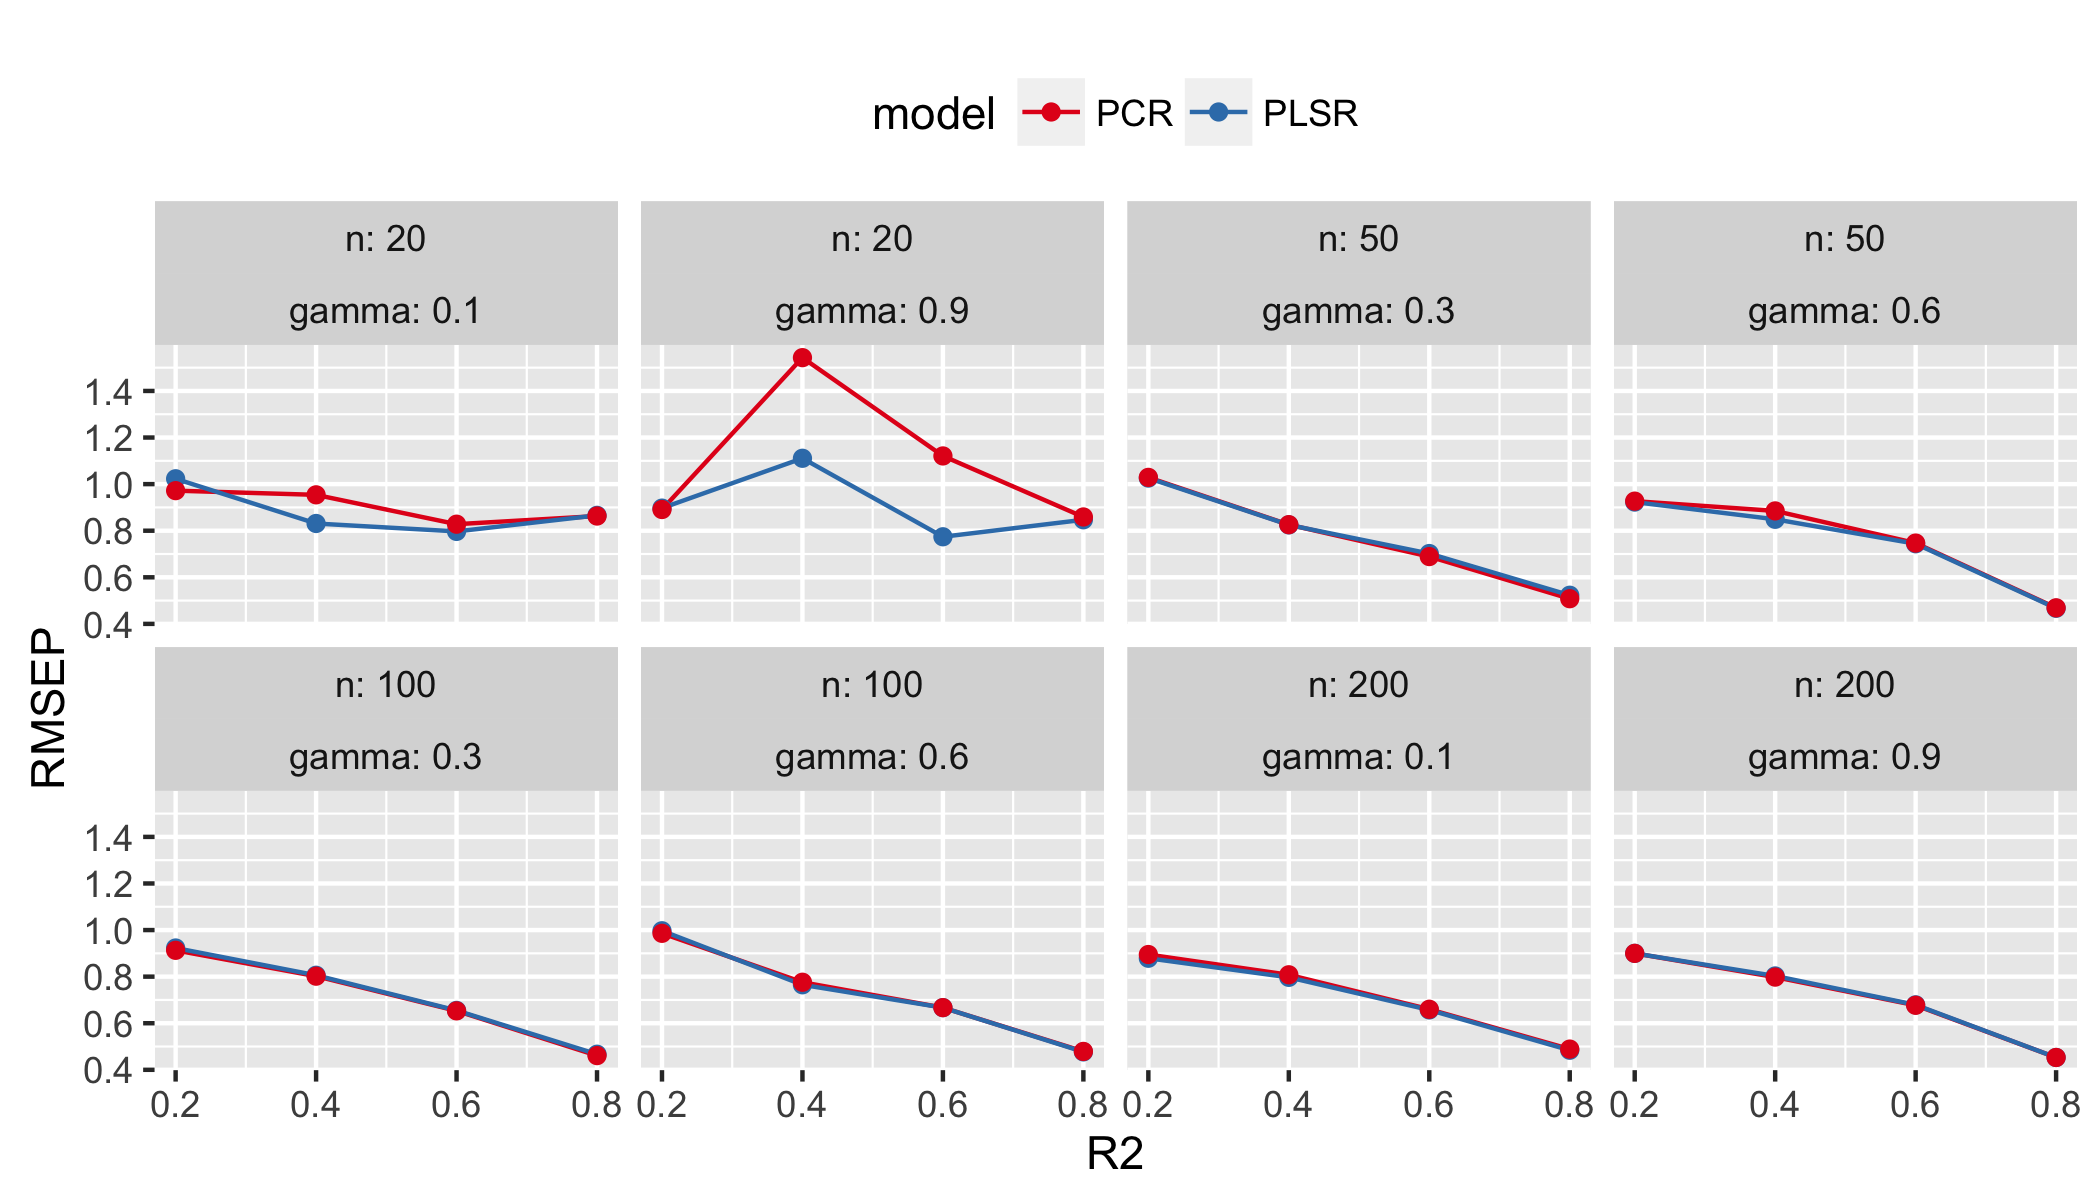 model PCR PLSR
n: 20 n: 20 n: 50 n: 50
gamma: 0.1 gamma: 0.9 gamma: 0.3 gamma: 0.6
1.4
1.2
1.0
0.8
0.6
0.4
RMSEP
n: 100 n: 100 n: 200 n: 200
gamma: 0.3 gamma: 0.6 gamma: 0.1 gamma: 0.9
1.4
1.2
1.0
0.8
0.6
0.4
0.2 0.4 0.6 0.8 0.2 0.4 0.6 0.8 0.2 0.4 0.6 0.8 0.2 0.4 0.6 0.8
R2